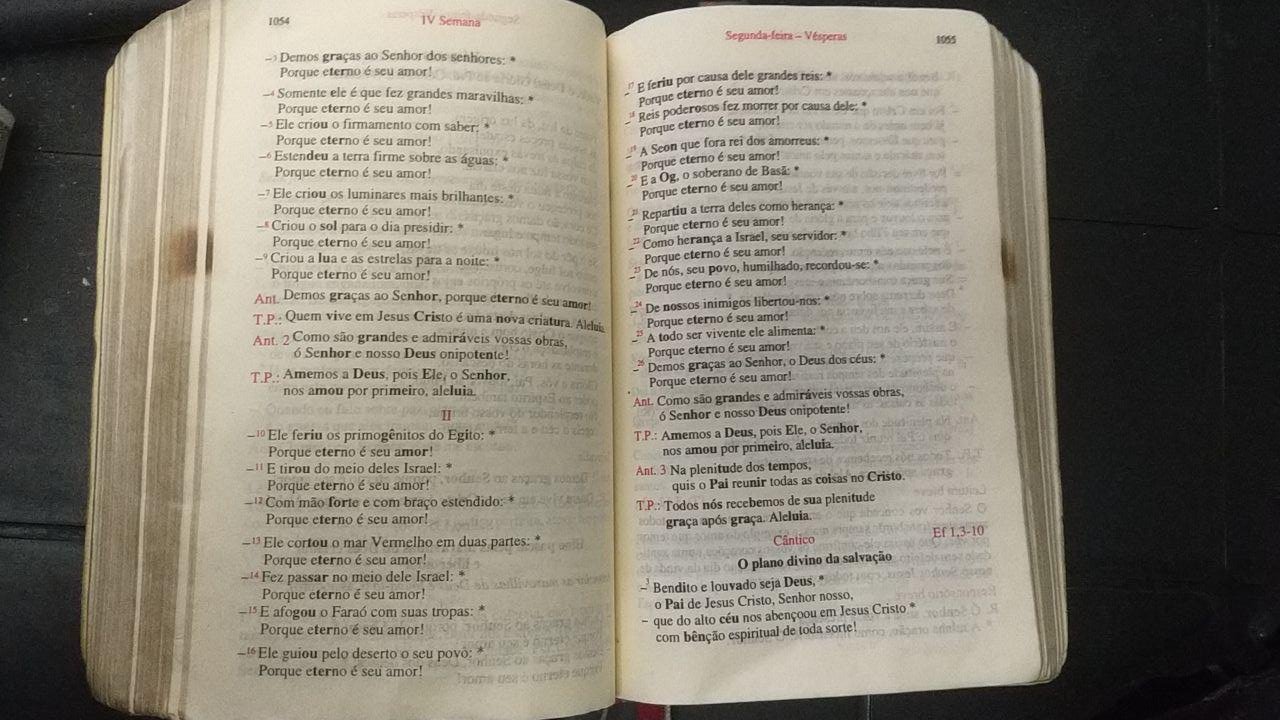 1054
IV Semana
–3 Demos graças ao Senhor dos senhores: *
Porque eterno é seu amor!
–4 Somente ele é que fez grandes maravilhas: *
Porque eterno é seu amor!
–5 Ele criou o firmamento com saber: *
Porque eterno é seu amor!
–6 Estendeu a terra firme sobre as águas: *
Porque eterno é seu amor!
–7 Ele criou os luminares mais brilhantes: *
Porque eterno é seu amor!
–8 Criou o sol para o dia presidir: *
Porque eterno é seu amor!
–9 Criou a lua e as estrelas para a noite: *
Porque eterno é seu amor!
Ant. Demos graças ao Senhor, porque eterno é seu amor!
T.P.: Quem vive em Jesus Cristo é uma nova criatura. Aleluia.
Ant. 2 Como são grandes e admiráveis vossas obras,
ó Senhor e nosso Deus onipotente!
T.P.: Amemos a Deus, pois Ele, o Senhor,
nos amou por primeiro, aleluia.
II
–10 Ele feriu os primogênitos do Egito: *
Porque eterno é seu amor!
–11 E tirou do meio deles Israel: *
Porque eterno é seu amor!
–12 Com mão forte e com braço estendido: *
Porque eterno é seu amor!
–13 Ele cortou o mar Vermelho em duas partes: *
Porque eterno é seu amor!
–14 Fez passar no meio dele Israel: *
Porque eterno é seu amor!
–15 E afogou o Faraó com suas tropas: *
Porque eterno é seu amor!
–16 Ele guiou pelo deserto o seu povo: *
Porque eterno é seu amor!
Segunda-feira – Vésperas
1055
–17 E feriu por causa dele grandes reis: *
Porque eterno é seu amor!
–18 Reis poderosos fez morrer por causa dele: *
Porque eterno é seu amor!
–19 A Seon que fora rei dos amorreus: *
Porque eterno é seu amor!
–20 E a Og, o soberano de Basã: *
Porque eterno é seu amor!
–21 Repartiu a terra deles como herança: *
Porque eterno é seu amor!
–22 Como herança a Israel, seu servidor: *
Porque eterno é seu amor!
–23 De nós, seu povo, humilhado, recordou-se: *
Porque eterno é seu amor!
–24 De nossos inimigos libertou-nos: *
Porque eterno é seu amor!
–25 A todo ser vivente ele alimenta: *
Porque eterno é seu amor!
–26 Demos graças ao Senhor, o Deus dos céus: *
Porque eterno é seu amor!
Ant. Como são grandes e admiráveis vossas obras,
ó Senhor e nosso Deus onipotente!
T.P.: Amemos a Deus, pois Ele, o Senhor,
nos amou por primeiro, aleluia.
Ant. 3 Na plenitude dos tempos,
quis o Pai reunir todas as coisas no Cristo.
T.P.: Todos nós recebemos de sua plenitude
graça após graça. Aleluia.
Cântico
Ef 1,3-10
O plano divino da salvação
–3 Bendito e louvado seja Deus, *
o Pai de Jesus Cristo, Senhor nosso,
– que do alto céu nos abençoou em Jesus Cristo *
com bênção espiritual de toda sorte!